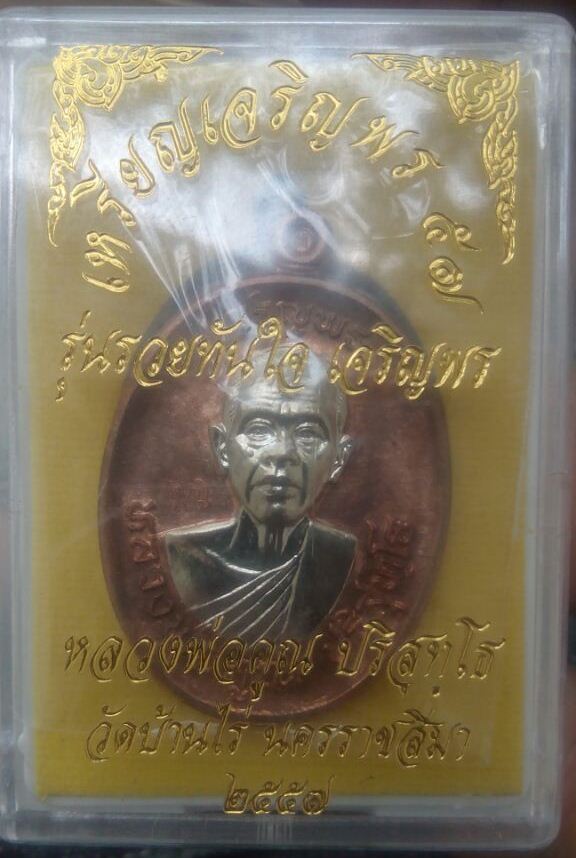 เหรียญเจริญพร ๙๑
รุ่นรวยทันใจ เจริญพร
หลวงพ่อคูณ ปริสุทฺโธ
วัดบ้านไร่ นครราชสีมา
๒๕๕๗